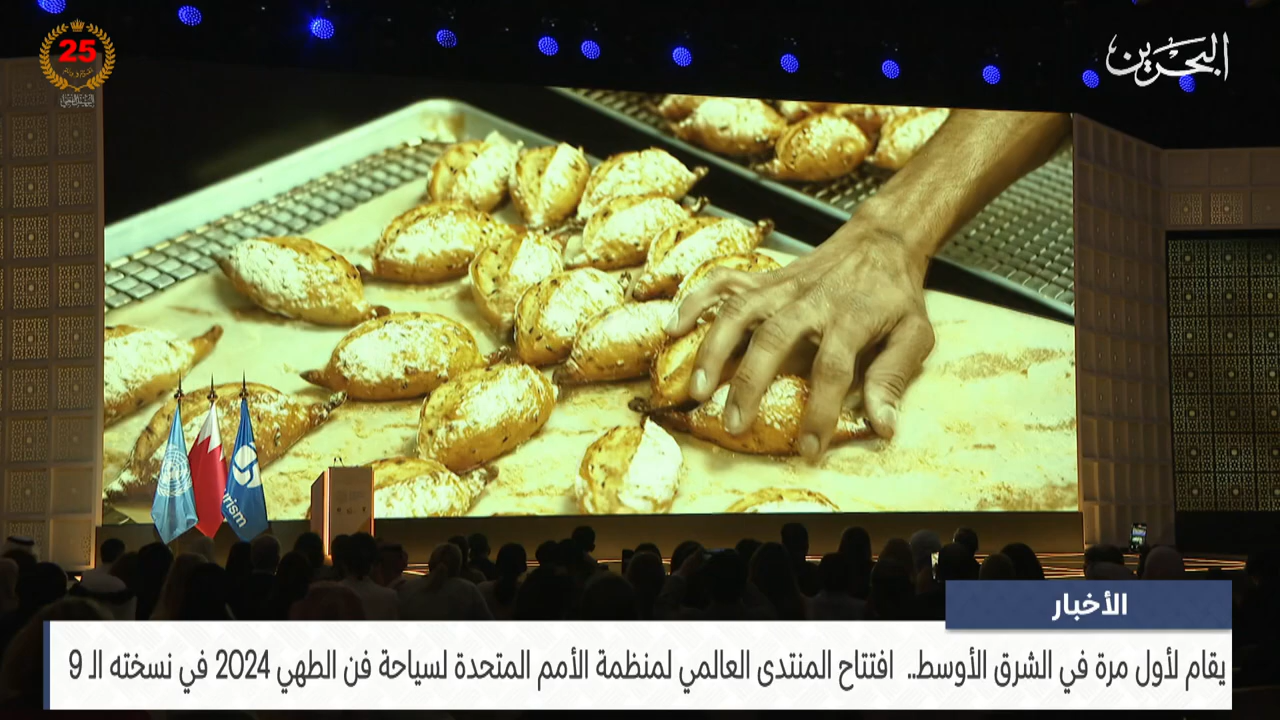 25
البحرين
rism
الأخبار
يقام لأول مرة في الشرق الأوسط.. افتتاح المنتدى العالمي لمنظمة الأمم المتحدة لسياحة فن الطهي 2024 في نسخته الـ 9